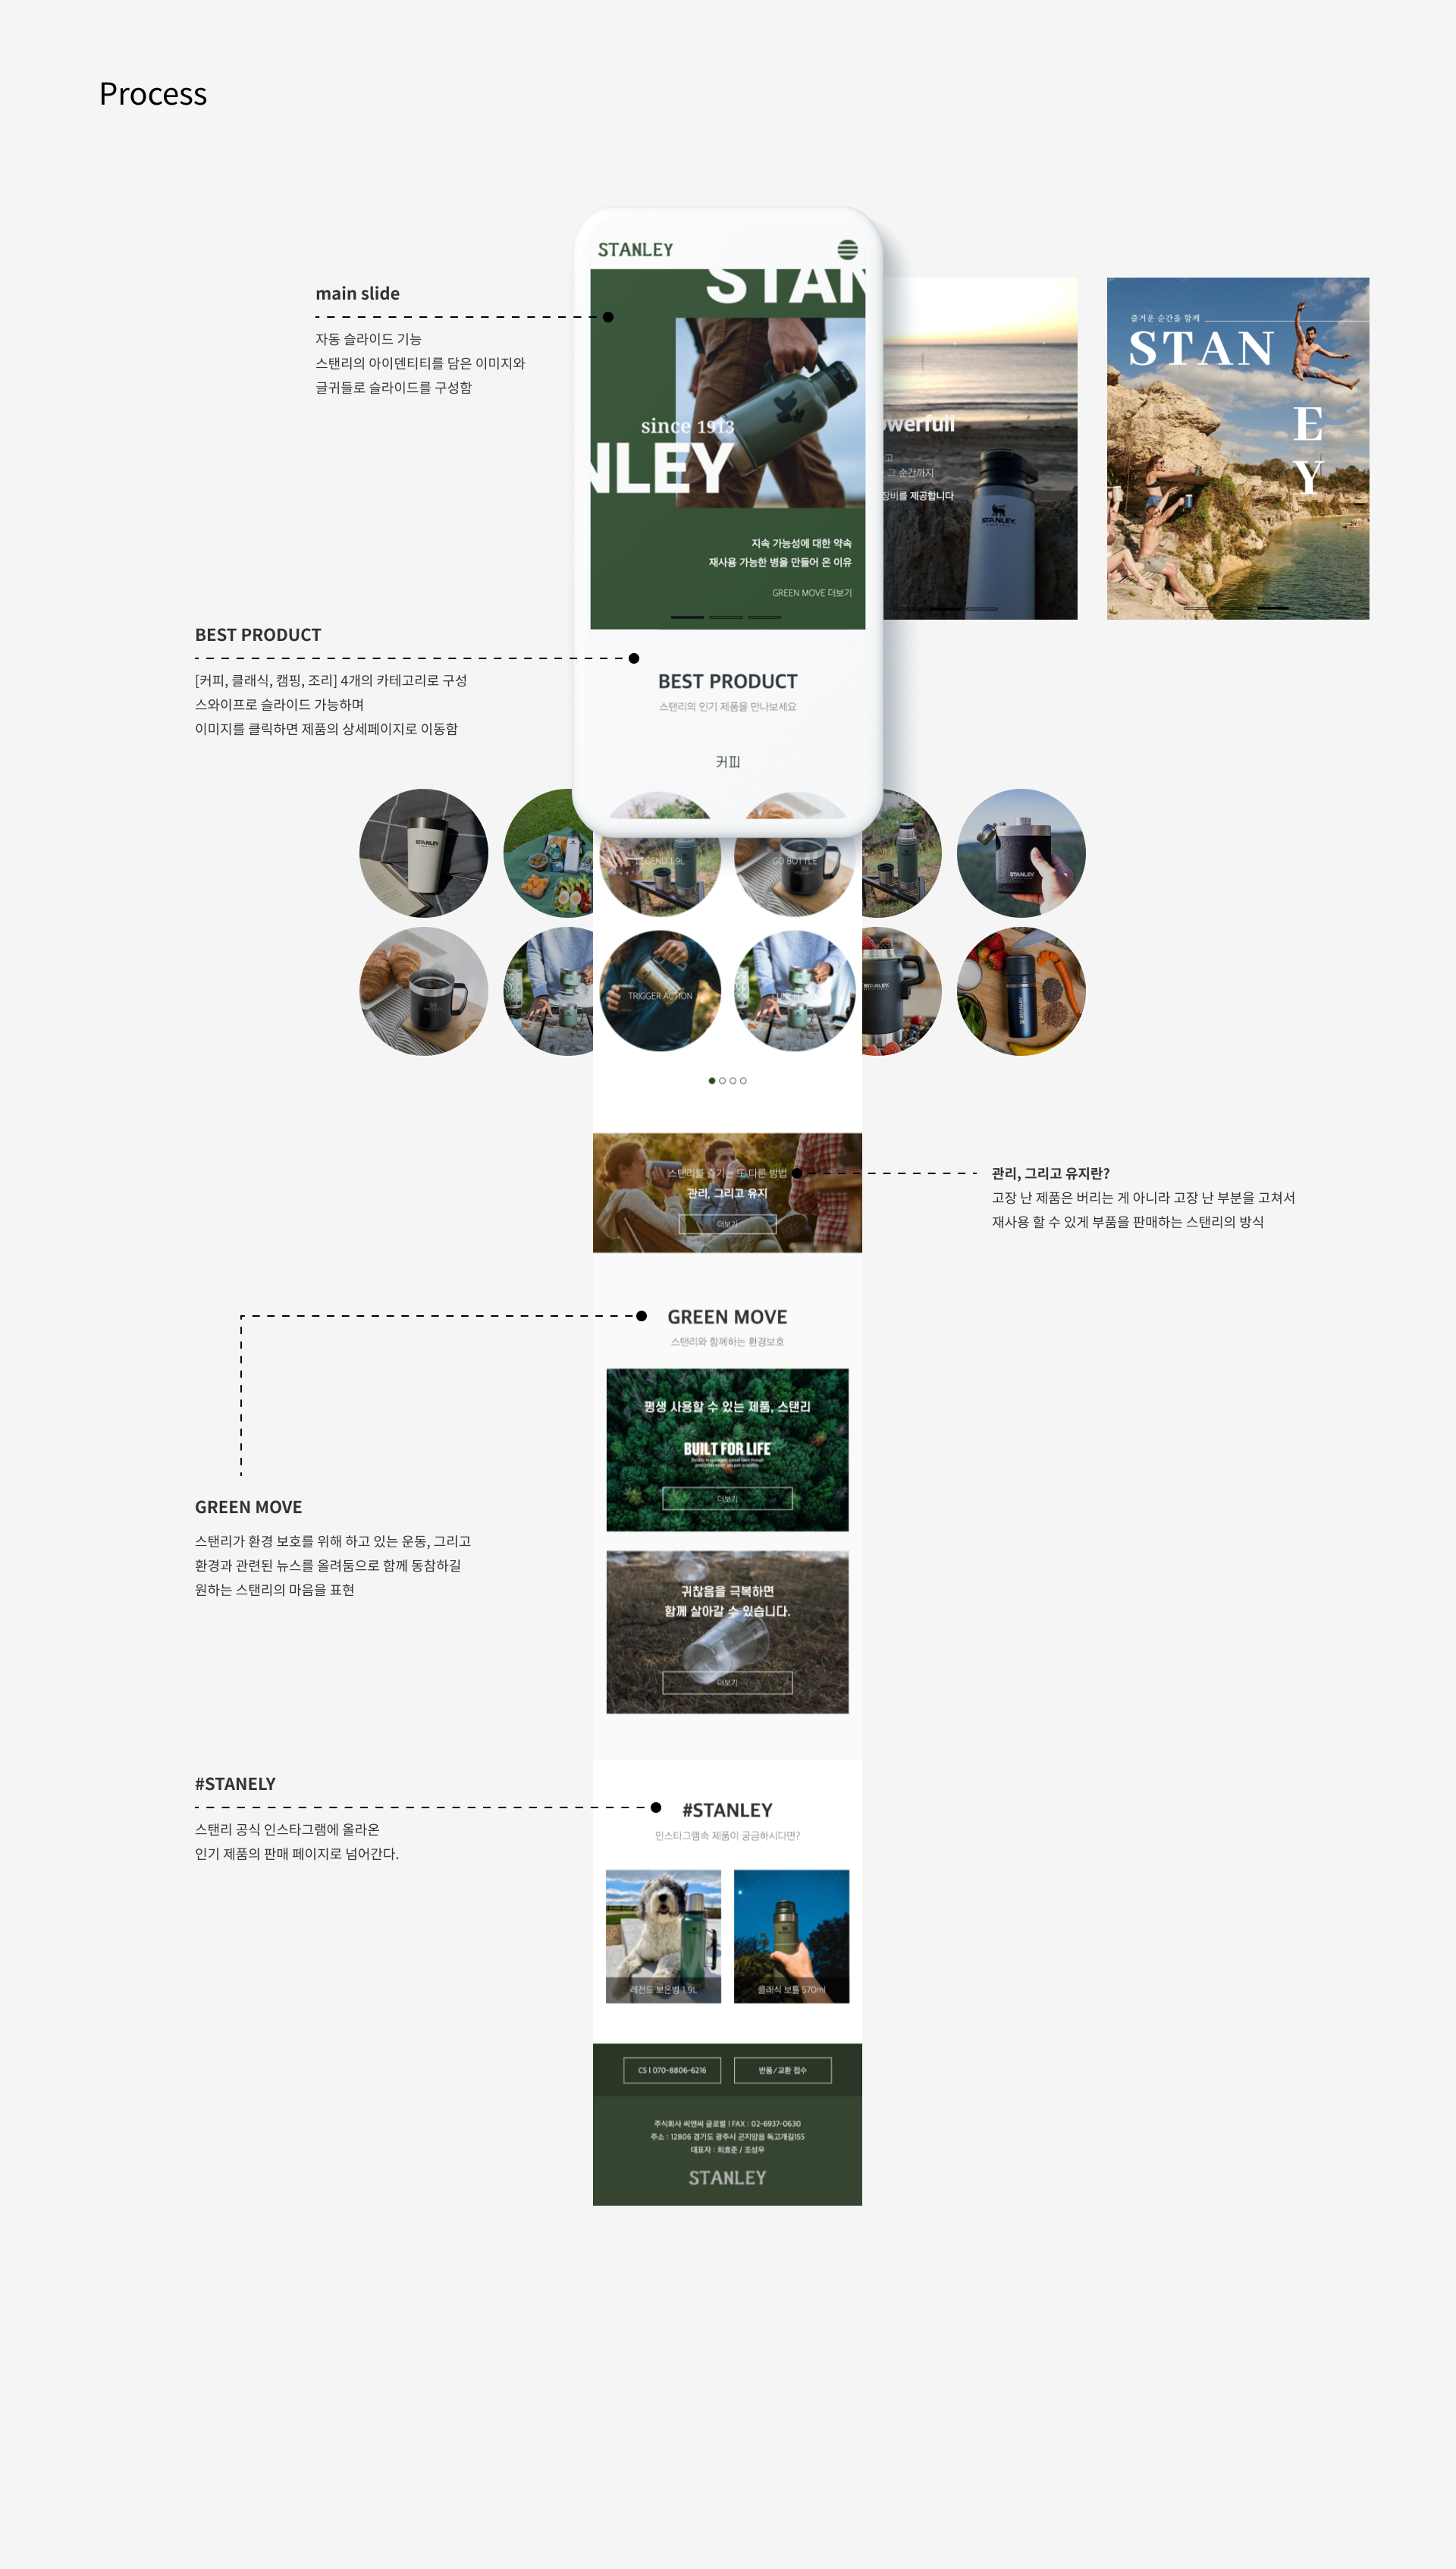 Process
STANLEY
STAN
since 1913
NLEY
지속 가능성에 대한 약속
재사용 가능한 병을 만들어 온 이유
GREEN MOVE 더보기
main slide
자동 슬라이드 기능
스탠리의 아이덴티티를 담은 이미지와
글귀들로 슬라이드를 구성함
owerfull
고
그 순간까지
장비를 제공합니다
STANLEY
즐거운 순간을 함께
STAN
E
Y
BEST PRODUCT
[커피, 클래식, 캠핑, 조리] 4개의 카테고리로 구성
스와이프로 슬라이드 가능하며
이미지를 클릭하면 제품의 상세페이지로 이동함
BEST PRODUCT
스탠리의 인기 제품을 만나보세요
커피
STANLEY
LEGEND 1.9L
GO BOTTLE
STANLEY
TRIGGER ACTION
STANLEY
STANLEY
스탠리를 즐기는 또 다른 방법
관리, 그리고 유지
더보기
관리, 그리고 유지란?
고장 난 제품은 버리는 게 아니라 고장 난 부분을 고쳐서
재사용 할 수 있게 부품을 판매하는 스탠리의 방식
GREEN MOVE
스탠리와 함께하는 환경보호
평생 사용할 수 있는 제품, 스탠리
BUILT FOR LIFE
더보기
GREEN MOVE
스탠리가 환경 보호를 위해 하고 있는 운동, 그리고
환경과 관련된 뉴스를 올려둠으로 함께 동참하길
원하는 스탠리의 마음을 표현
귀찮음을 극복하면
함께 살아갈 수 있습니다.
더보기
#STANELY
스탠리 공식 인스타그램에 올라온
인기 제품의 판매 페이지로 넘어간다.
#STANLEY
인스타그램속 제품이 궁금하시다면?
레전드 보온병 1.9L
클래식 보틀 570ml
CS | 070-8806-6216
반품/교환 접수
주식회사 씨앤씨 글로벌 | FAX : 02-6937-0630
주소 : 12806 경기도 광주시 곤지암읍 독고개길155
대표자 : 최효준 / 조성우
STANLEY